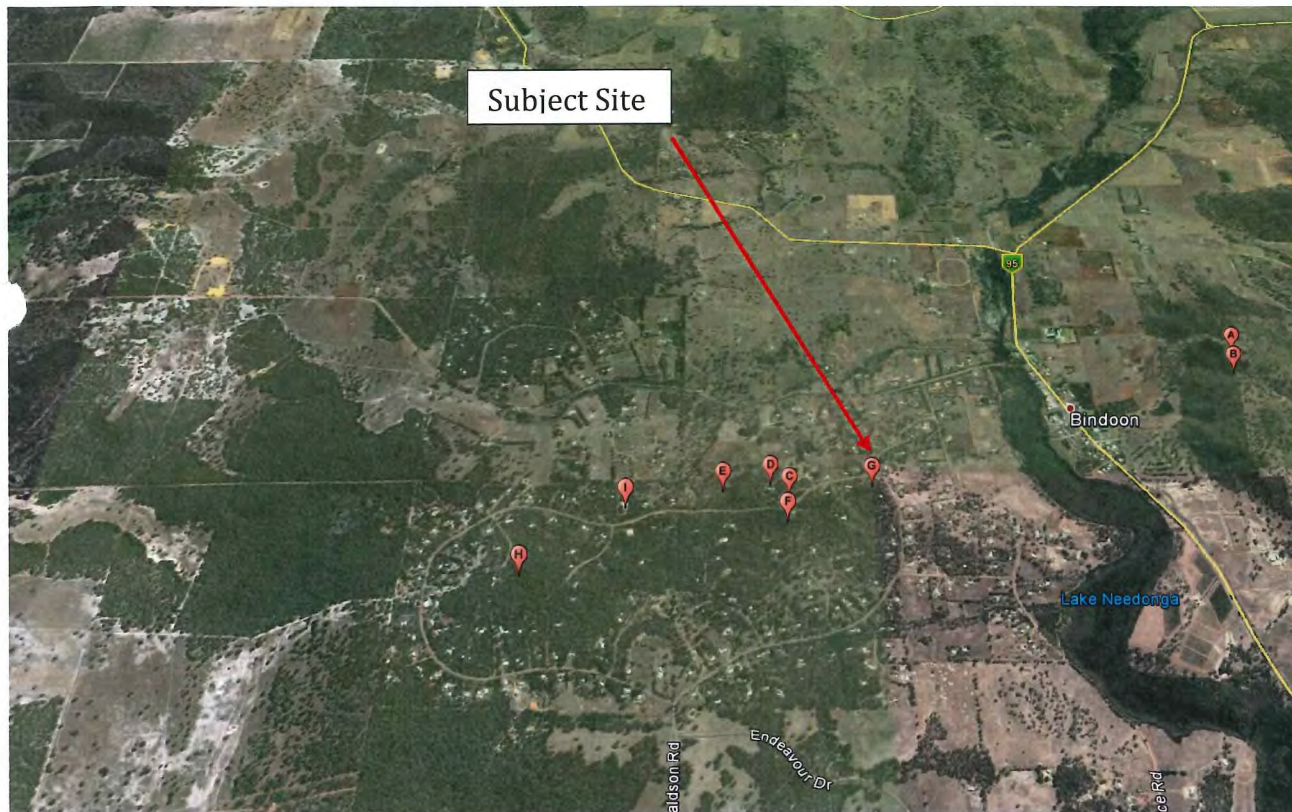 Subject Site
95
A
B
Bindoon
D
E
C
G
I
F
H
Lake Needonga
Endeavour Dr
aldson Rd
ce Rd